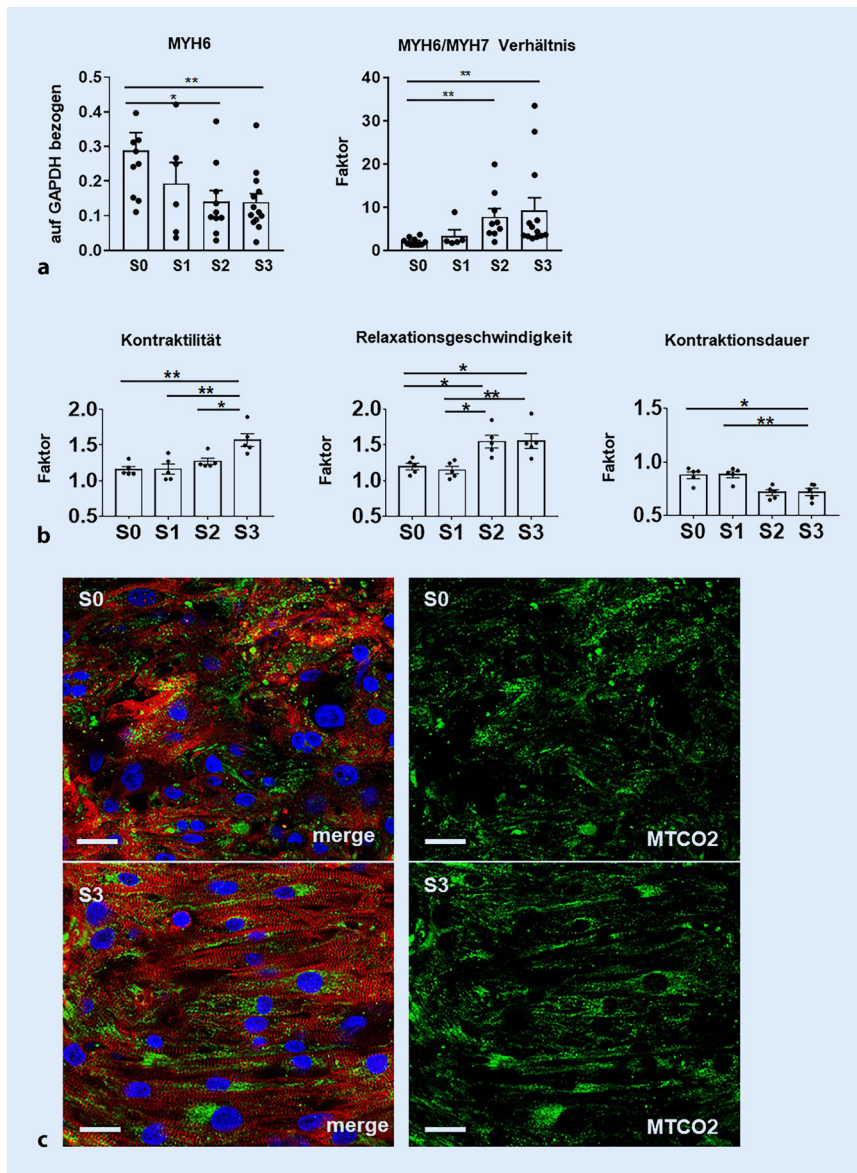 MYH6
MYH6/MYH7 Verhältnis
auf GAPDH bezogen
0.5
0.4
0.3
0.2
0.1
0.0
**
*
S0 S1 S2 S3
Faktor
40
30
20
10
0
**
**
S0 S1 S2 S3
a
Kontraktilität
Relaxationsgeschwindigkeit
Kontraktionsdauer
Faktor
2.0
1.5
1.0
0.5
**
**
*
S0 S1 S2 S3
Faktor
2.0
1.5
1.0
0.5
*
*
**
*
S0 S1 S2 S3
Faktor
1.5
1.0
0.5
*
**
S0 S1 S2 S3
b
S0
merge
S0
MTCO2
S3
merge
S3
MTCO2
c